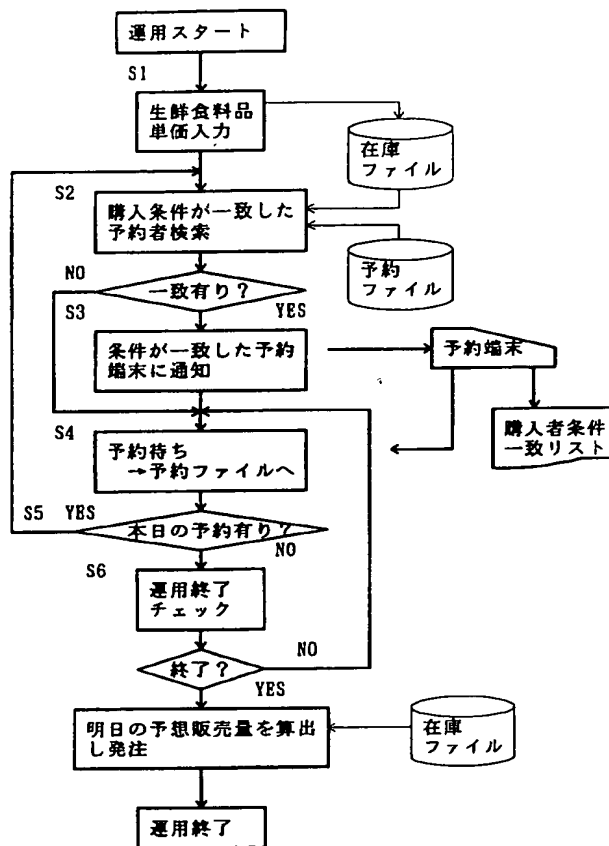 運用スタート
S1
生鮮食料品
単価入力
在庫
ファイル
S2
購入条件が一致した
予約者検索
予約
ファイル
NO
一致有り?
YES
S3
条件が一致した予約
端末に通知
予約端末
購入者条件
一致リスト
S4
予約待ち
→予約ファイルへ
S5 YES
本日の予約有り?
NO
S6
運用終了
チェック
NO
終了?
YES
明日の予想販売量を算出
し発注
在庫
ファイル
運用終了